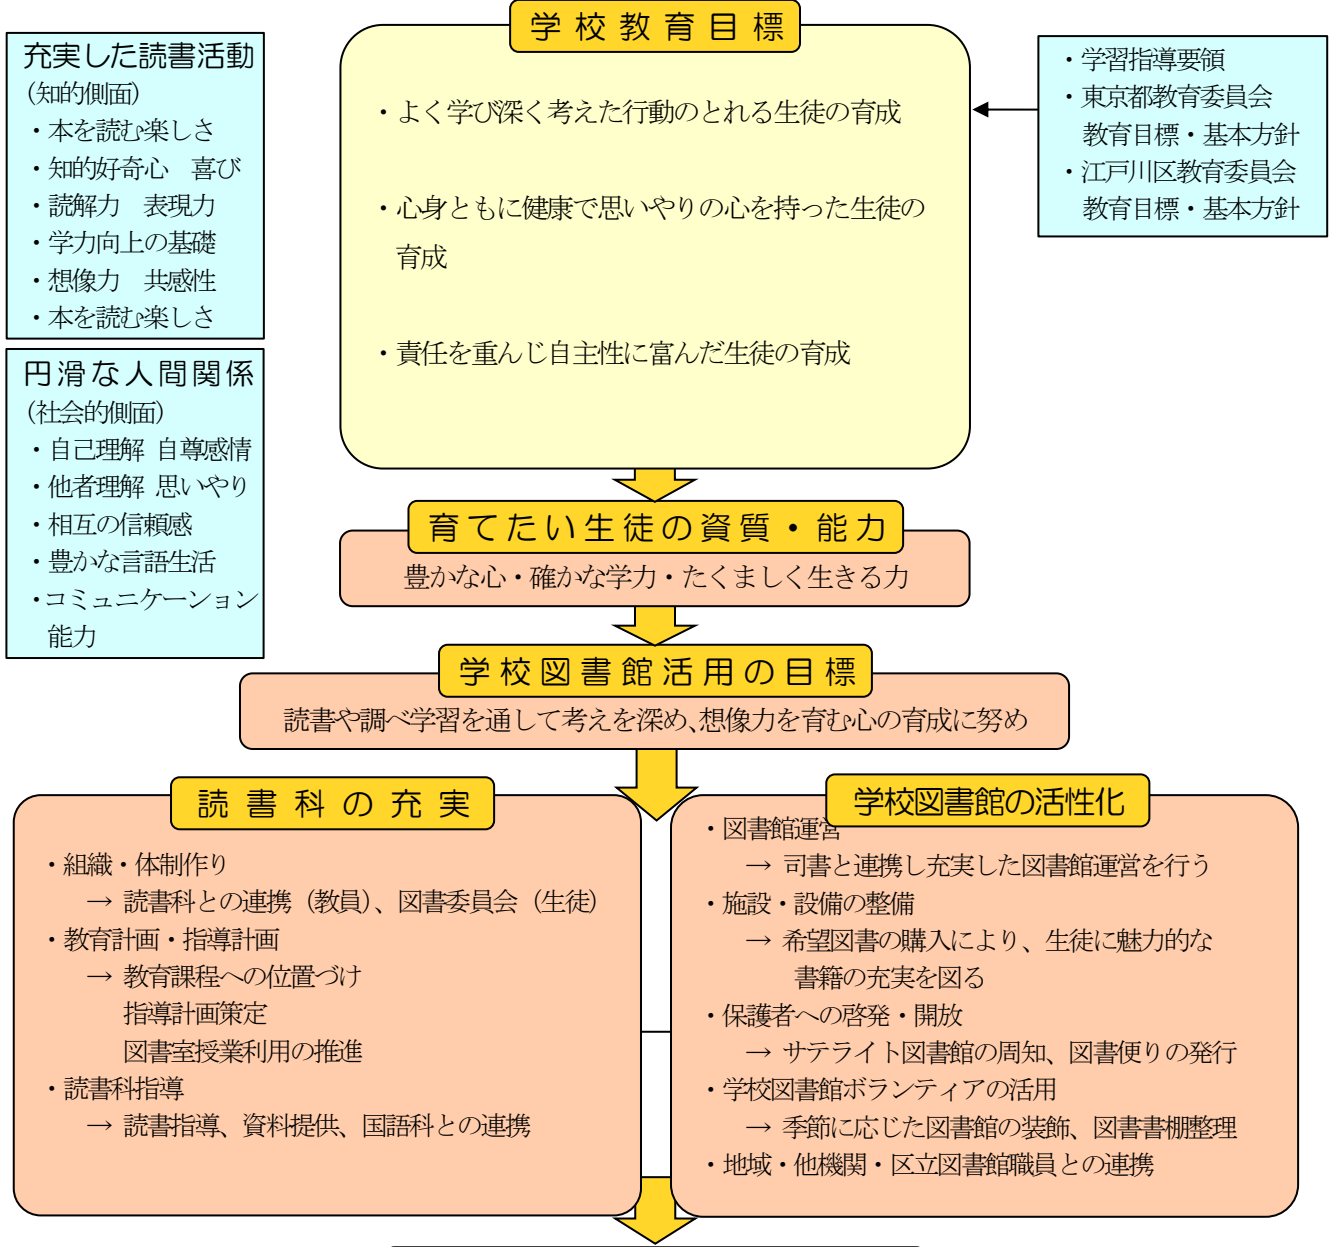 学校教育目標
・よく学び深く考えた行動のとれる生徒の育成
・心身ともに健康で思いやりの心を持った生徒の
育成
・責任を重んじ自主性に富んだ生徒の育成
充実した読書活動
(知的側面)
・本を読む楽しさ
・知的好奇心　喜び
・読解力　表現力
・学力向上の基礎
・想像力　共感性
・本を読む楽しさ
円滑な人間関係
(社会的側面)
・自己理解 自尊感情
・他者理解 思いやり
・相互の信頼感
・豊かな言語生活
・コミュニケーション
能力
・学習指導要領
・東京都教育委員会
教育目標・基本方針
・江戸川区教育委員会
教育目標・基本方針
育てたい生徒の資質・能力
豊かな心・確かな学力・たくましく生きる力
学校図書館活用の目標
読書や調べ学習を通して考えを深め、想像力を育む心の育成に努め
読書科の充実
・組織・体制作り
→ 読書科との連携（教員）、図書委員会（生徒）
・教育計画・指導計画
→ 教育課程への位置づけ
指導計画策定
図書室授業利用の推進
・読書科指導
→ 読書指導、資料提供、国語科との連携
学校図書館の活性化
・図書館運営
→ 司書と連携し充実した図書館運営を行う
・施設・設備の整備
→ 希望図書の購入により、生徒に魅力的な
書籍の充実を図る
・保護者への啓発・開放
→ サテライト図書館の周知、図書便りの発行
・学校図書館ボランティアの活用
→ 季節に応じた図書館の装飾、図書書棚整理
・地域・他機関・区立図書館職員との連携